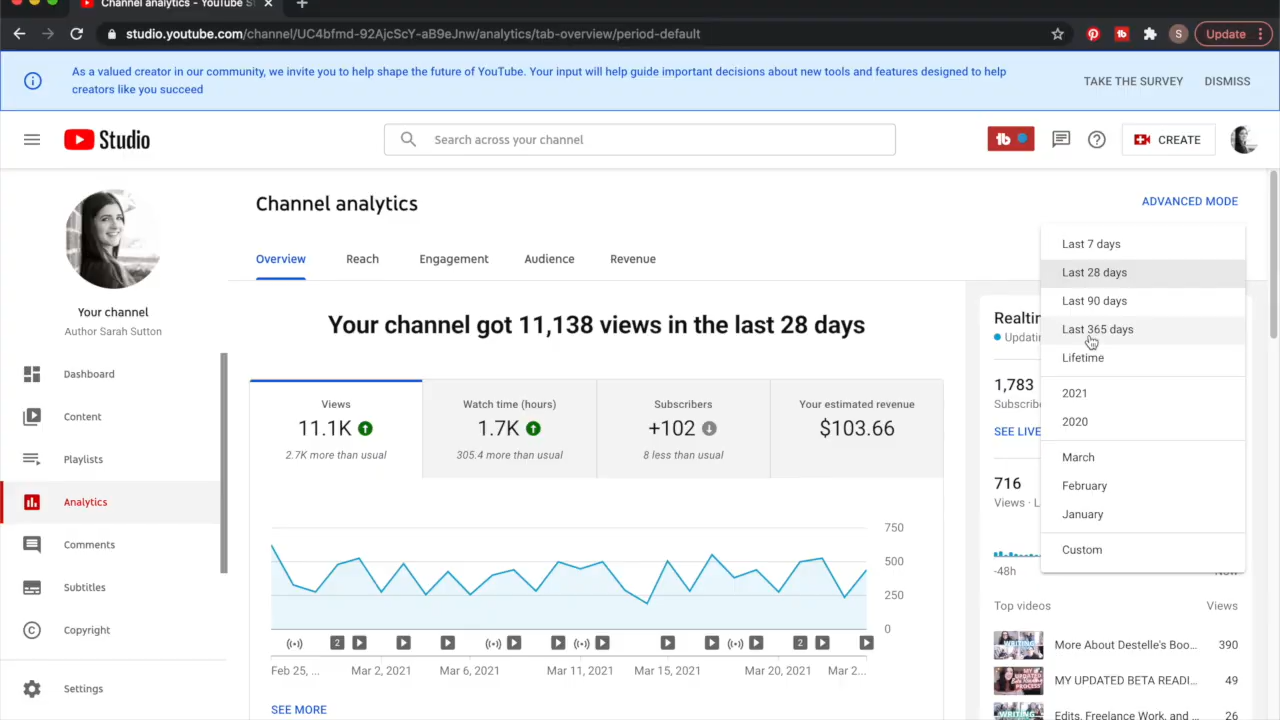 Channel analytics - YouTube St
studio.youtube.com/channel/UC4bfmd-92AjcScY-aB9eJnw/analytics/tab-overview/period-default
S
Update
As a valued creator in our community, we invite you to help shape the future of YouTube. Your input will help guide important decisions about new tools and features designed to help
creators like you succeed
TAKE THE SURVEY
DISMISS
Studio
Search across your channel
tb
CREATE
Your channel
Author Sarah Sutton
Dashboard
Content
Playlists
Analytics
Comments
Subtitles
Copyright
Settings
Channel analytics
ADVANCED MODE
Overview
Reach
Engagement
Audience
Revenue
Your channel got 11,138 views in the last 28 days
Views
11.1K
2.7K more than usual
Watch time (hours)
1.7K
305.4 more than usual
Subscribers
+102
8 less than usual
Your estimated revenue
$103.66
750
500
250
0
2
2
Feb 25, ...
Mar 2, 2021
Mar 6, 2021
Mar 11, 2021
Mar 15, 2021
Mar 20, 2021
Mar 2...
SEE MORE
Last 7 days
Last 28 days
Last 90 days
Last 365 days
Lifetime
2021
2020
March
February
January
Custom
Realtin
Updatin
1,783
Subscribe
SEE LIVE
716
Views · L
-48h
Top videos
Views
More About Destelle's Boo...
390
MY UPDATED BETA READI...
49
Edits, Freelance Work, and ...
26